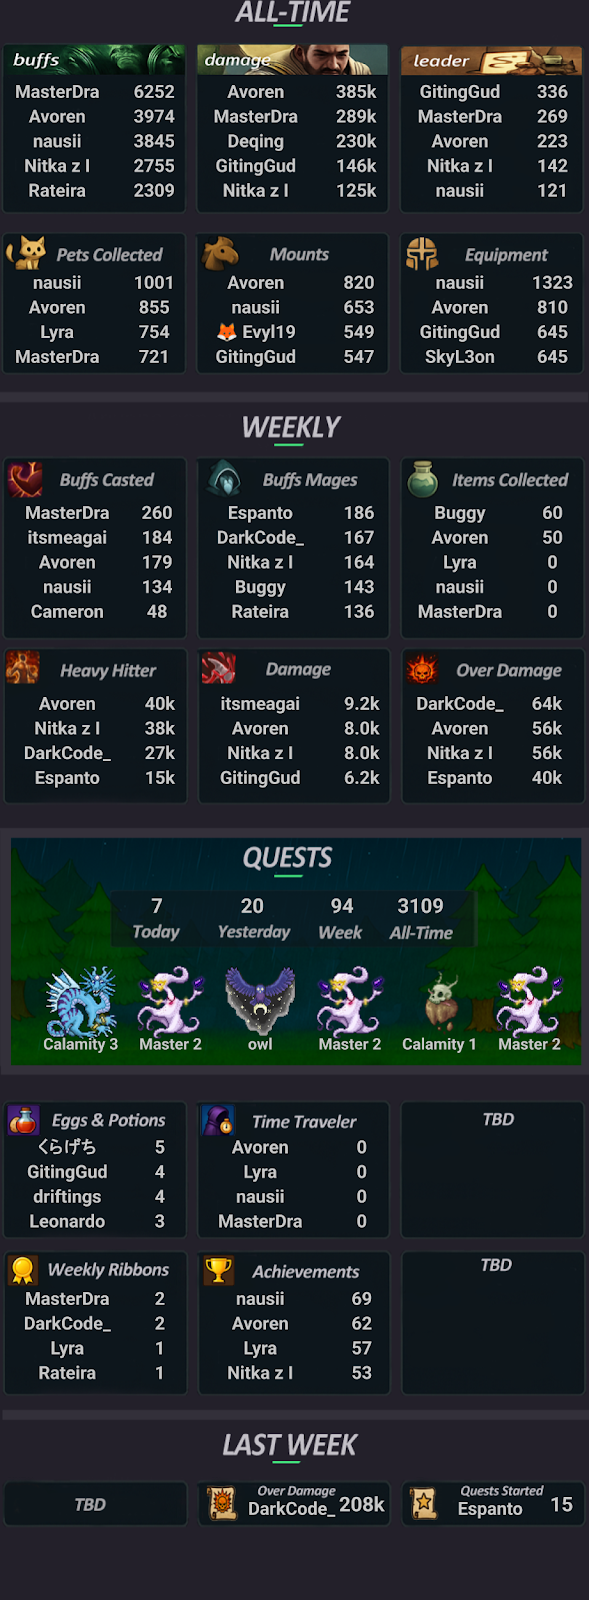 ALL-TIME
buffs
MasterDra 6252
Avoren 3974
nausii 3845
Nitka z l 2755
Rateira 2309
damage
Avoren 385k
MasterDra 289k
Deqing 230k
GitingGud 146k
Nitka z l 125k
leader
GitingGud 336
MasterDra 269
Avoren 223
Nitka z l 142
nausii 121
Pets Collected
nausii 1001
Avoren 855
Lyra 754
MasterDra 721
Mounts
Avoren 820
nausii 653
🦊 Evyl19 549
GitingGud 547
Equipment
nausii 1323
Avoren 810
GitingGud 645
SkyL3on 645
WEEKLY
Buffs Casted
MasterDra 260
itsmeagai 184
Avoren 179
nausii 134
Cameron 48
Buffs Mages
Espanto 186
DarkCode_ 167
Nitka z l 164
Buggy 143
Rateira 136
Items Collected
Buggy 60
Avoren 50
Lyra 0
nausii 0
MasterDra 0
Heavy Hitter
Avoren 40k
Nitka z l 38k
DarkCode_ 27k
Espanto 15k
Damage
itsmeagai 9.2k
Avoren 8.0k
Nitka z l 8.0k
GitingGud 6.2k
Over Damage
DarkCode_ 64k
Avoren 56k
Nitka z l 56k
Espanto 40k
QUESTS
7 20 94 3109
Today Yesterday Week All-Time
Calamity 3 Master 2 owl Master 2 Calamity 1 Master 2
Eggs & Potions
くらげち 5
GitingGud 4
driftings 4
Leonardo 3
Time Traveler
Avoren 0
Lyra 0
nausii 0
MasterDra 0
TBD
Weekly Ribbons
MasterDra 2
DarkCode_ 2
Lyra 1
Rateira 1
Achievements
nausii 69
Avoren 62
Lyra 57
Nitka z l 53
TBD
LAST WEEK
TBD
Over Damage
DarkCode_ 208k
Quests Started
Espanto 15